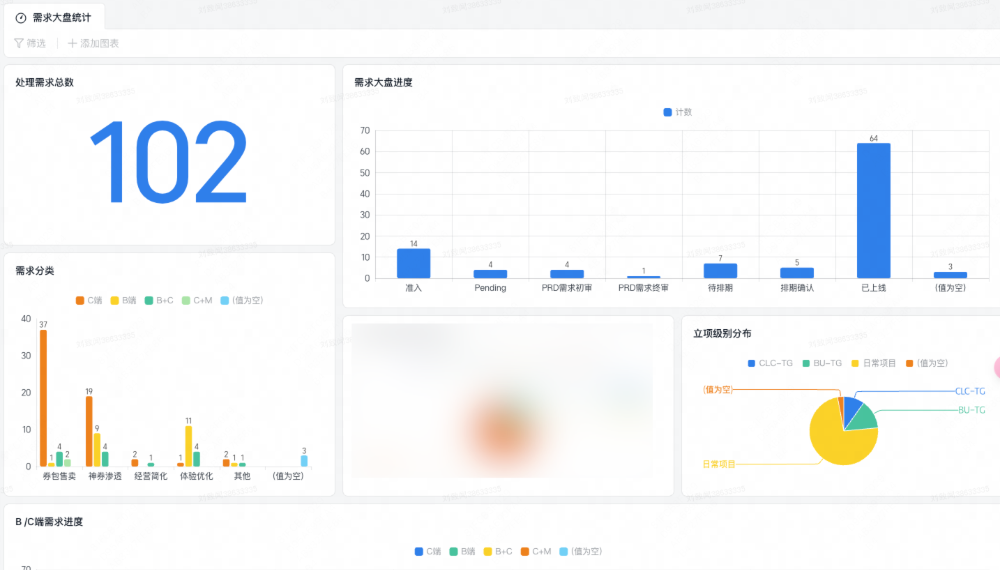 需求大盘统计
筛选 添加图表
处理需求总数
102
需求大盘进度
计数
70
60
50
40
30
20
10
0
14
4
4
1
7
5
64
3
准入 Pending PRD需求初审 PRD需求终审 待排期 排期确认 已上线 (值为空)
需求分类
C端 B端 B+C C+M (值为空)
40
30
20
10
0
37
1
4
2
19
9
4
2
1
1
11
4
2
1
1
3
券包售卖 神券渗透 经营简化 体验优化 其他 (值为空)
立项级别分布
CLC-TG BU-TG 日常项目 (值为空)
(值为空)
CLC-TG
BU-TG
日常项目
B /C端需求进度
C端 B端 B+C C+M (值为空)
70